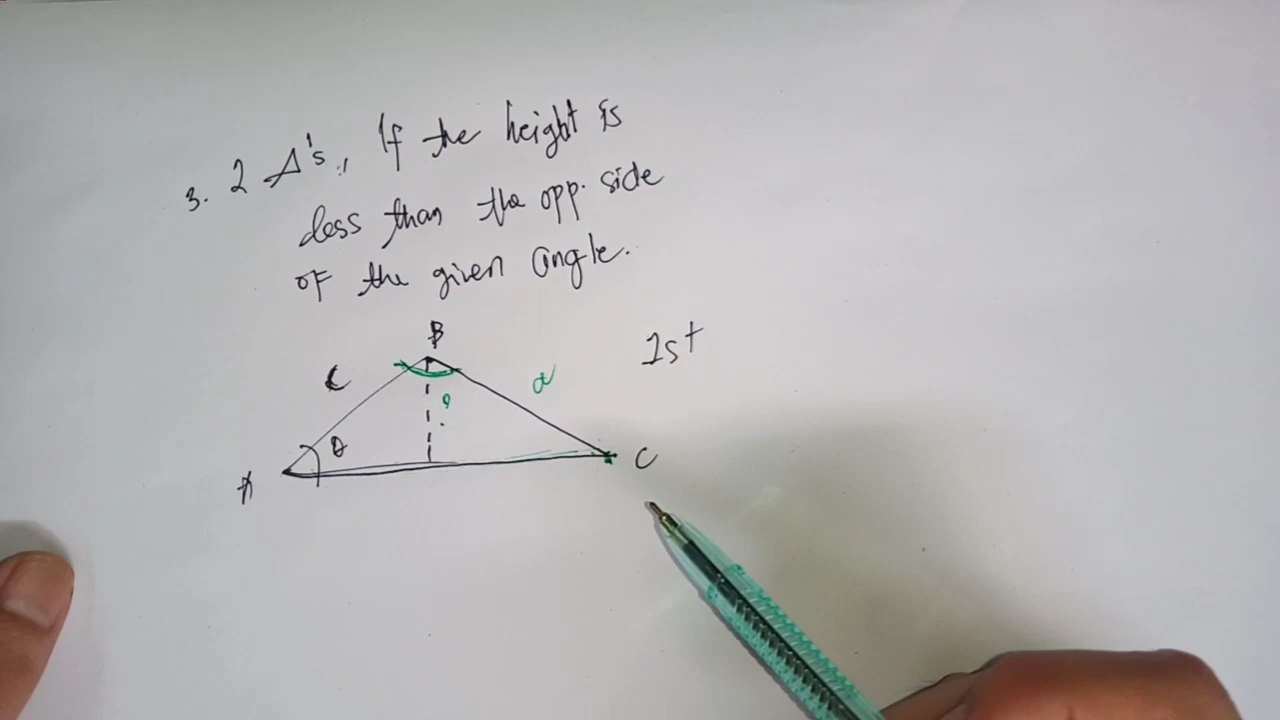 3. 2 Δ's, If the height is
less than the opp. side
of the given angle.
B
1st
c
a
?
θ
C
A